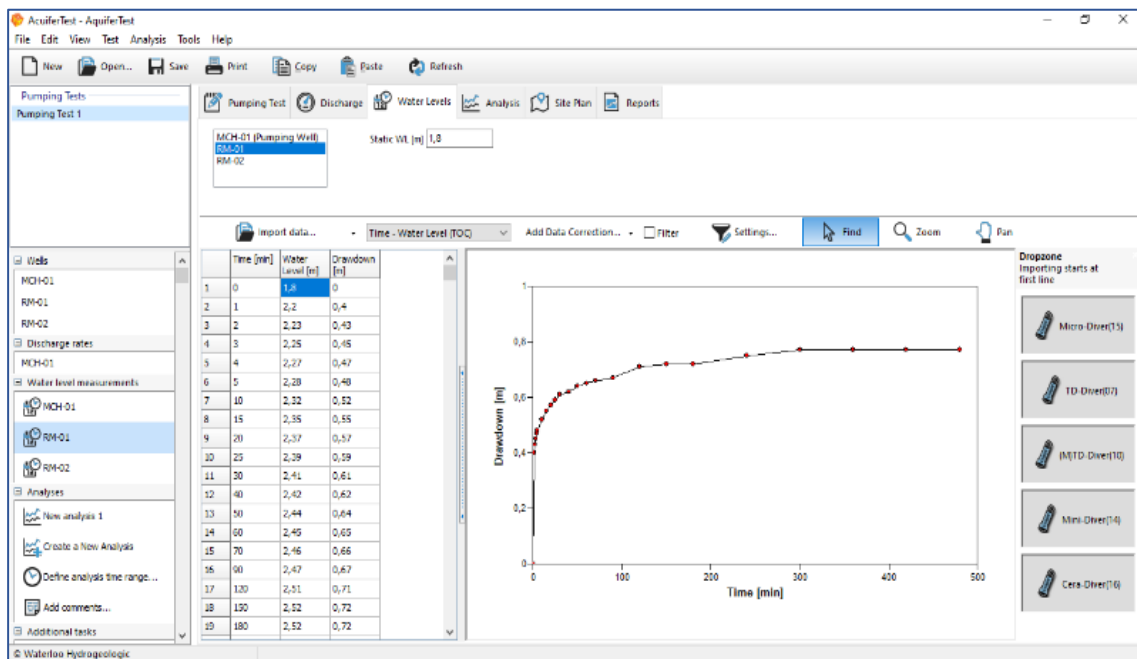 AcuiferTest - AquiferTest
File Edit View Test Analysis Tools Help
New Open... Save Print Copy Paste Refresh
Pumping Tests
Pumping Test 1
Pumping Test Discharge Water Levels Analysis Site Plan Reports
MCH-01 (Pumping Well)
RM-01
RM-02
Static WL [m] 1,8
Import data... Time - Water Level (TOC) Add Data Correction... Filter Settings... Find Zoom Pan
Wells
MCH-01
RM-01
RM-02
Discharge rates
MCH-01
Water level measurements
MCH-01
RM-01
RM-02
Analyses
New analysis 1
Create a New Analysis
Define analysis time range...
Add comments...
Additional tasks
Time [min] Water Level [m] Drawdown [m]
1 0 1,8 0
2 1 2,2 0,4
3 2 2,23 0,43
4 3 2,25 0,45
5 4 2,27 0,47
6 5 2,28 0,48
7 10 2,32 0,52
8 15 2,35 0,55
9 20 2,37 0,57
10 25 2,39 0,59
11 30 2,41 0,61
12 40 2,42 0,62
13 50 2,44 0,64
14 60 2,45 0,65
15 70 2,46 0,66
16 90 2,47 0,67
17 120 2,51 0,71
18 150 2,52 0,72
19 180 2,52 0,72
Drawdown [m]
1
0,8
0,6
0,4
0,2
0
0 100 200 300 400 500
Time [min]
Dropzone
Importing starts at
first line
Micro-Diver(15)
TD-Diver(07)
(M)TD-Diver(10)
Mini-Diver(14)
Cera-Diver(16)
© Waterloo Hydrogeologic